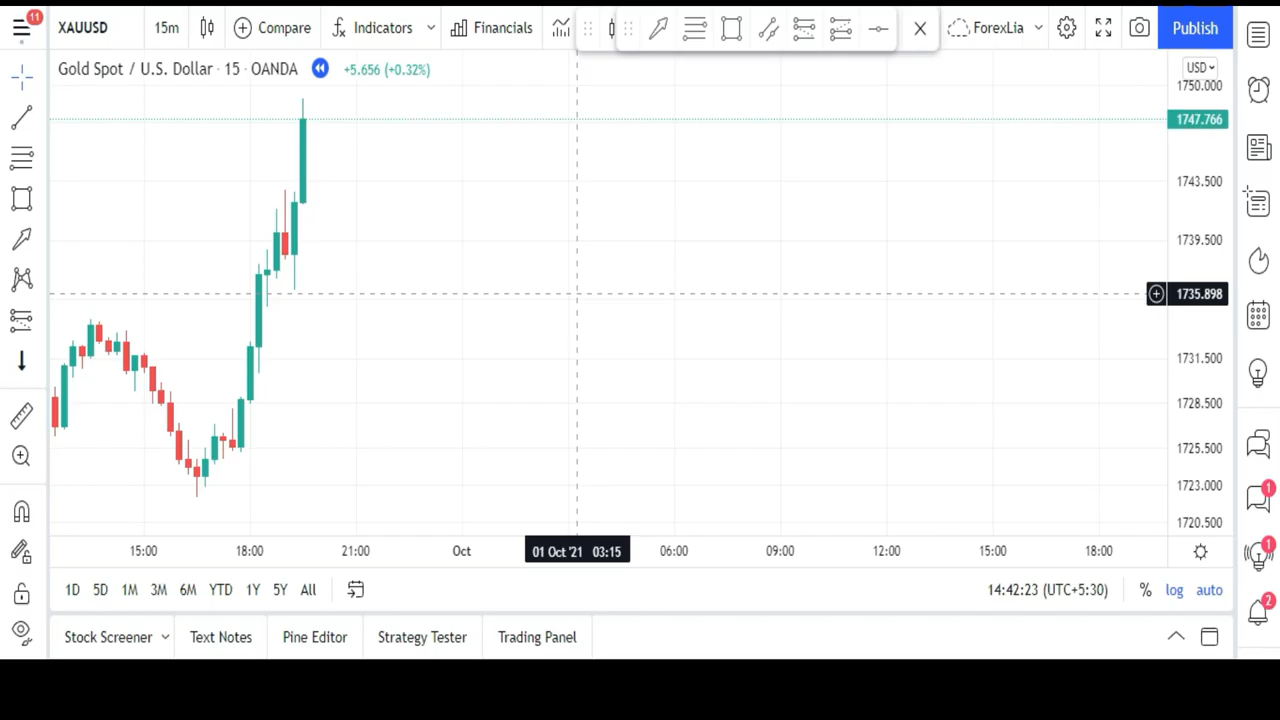 11
XAUUSD 15m Compare Indicators Financials ForexLia Publish
Gold Spot / U.S. Dollar · 15 · OANDA +5.656 (+0.32%)
USD
1750.000
1747.766
1743.500
1739.500
1735.898
1731.500
1728.500
1725.500
1723.000
1720.500
15:00 18:00 21:00 Oct 01 Oct '21 03:15 06:00 09:00 12:00 15:00 18:00
1D 5D 1M 3M 6M YTD 1Y 5Y All 14:42:23 (UTC+5:30) % log auto
Stock Screener Text Notes Pine Editor Strategy Tester Trading Panel
1
1
2